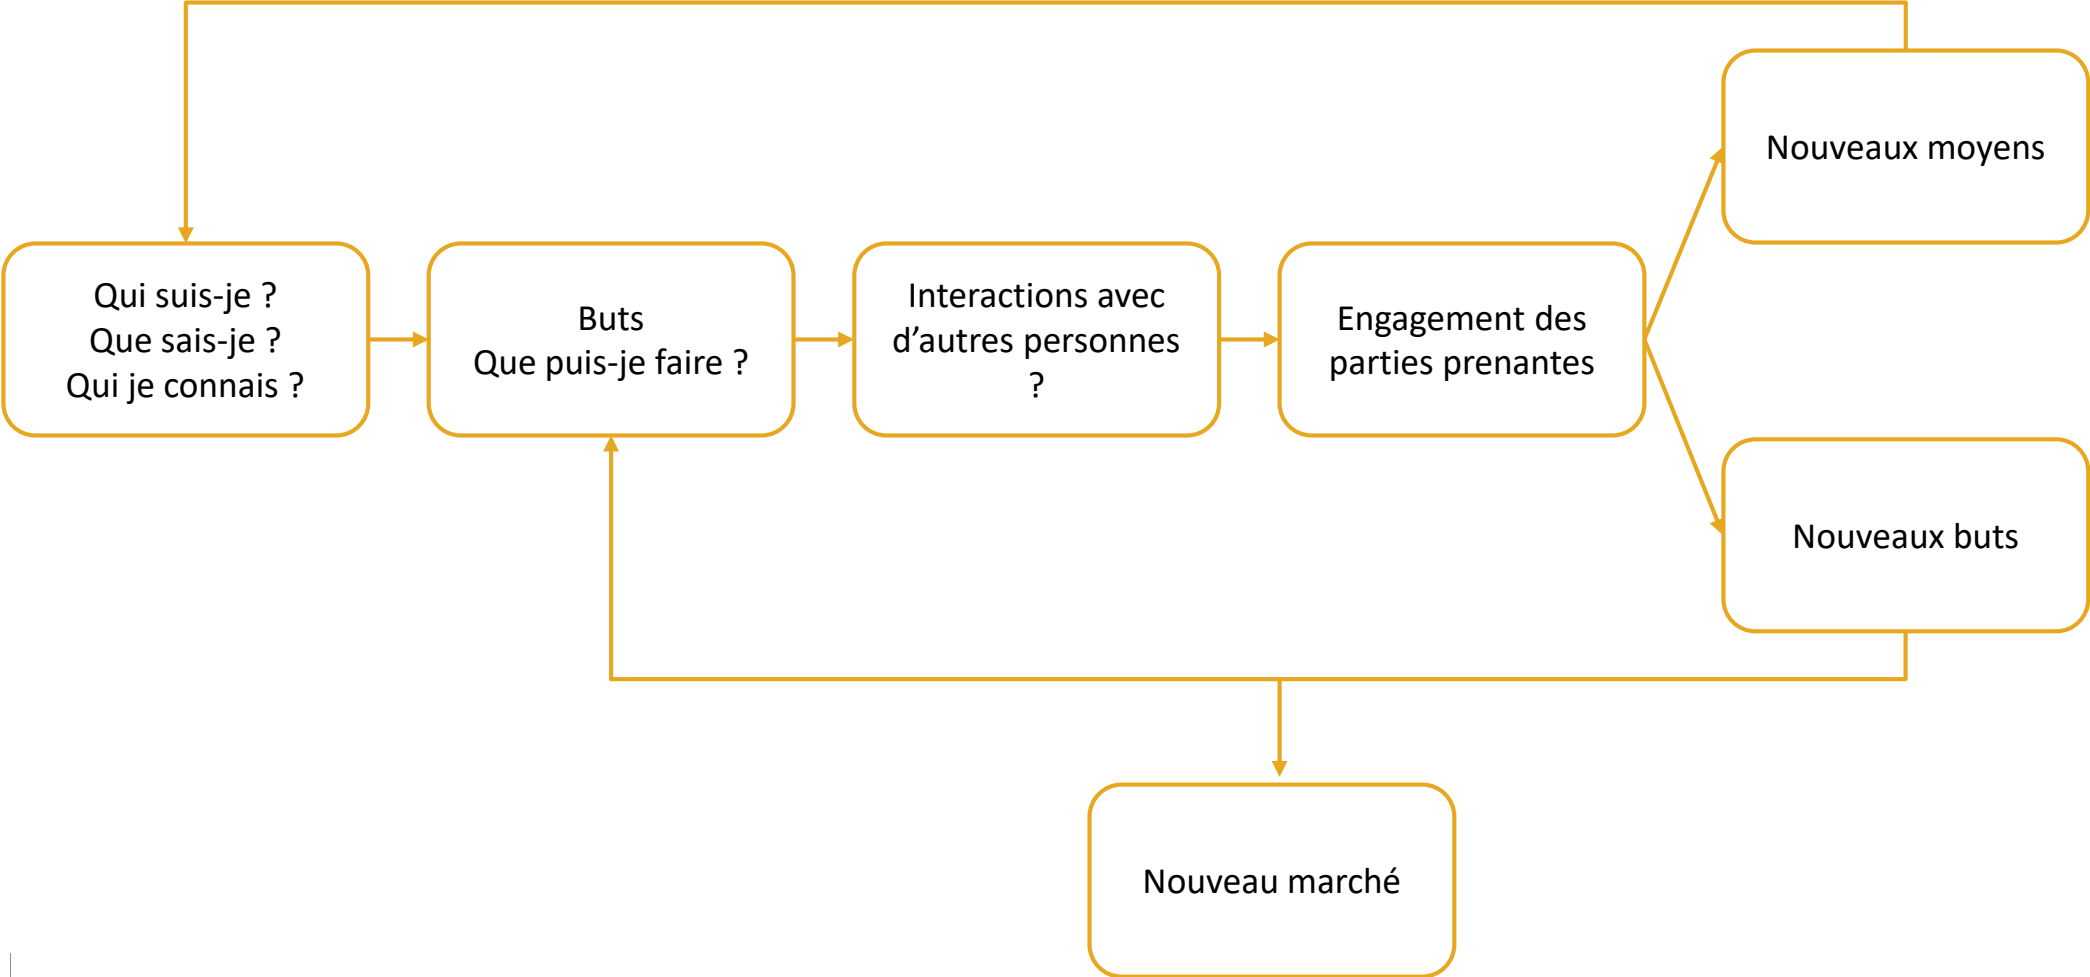 Qui suis-je ?
Que sais-je ?
Qui je connais ?
Buts
Que puis-je faire ?
Interactions avec
d’autres personnes
?
Engagement des
parties prenantes
Nouveaux moyens
Nouveaux buts
Nouveau marché